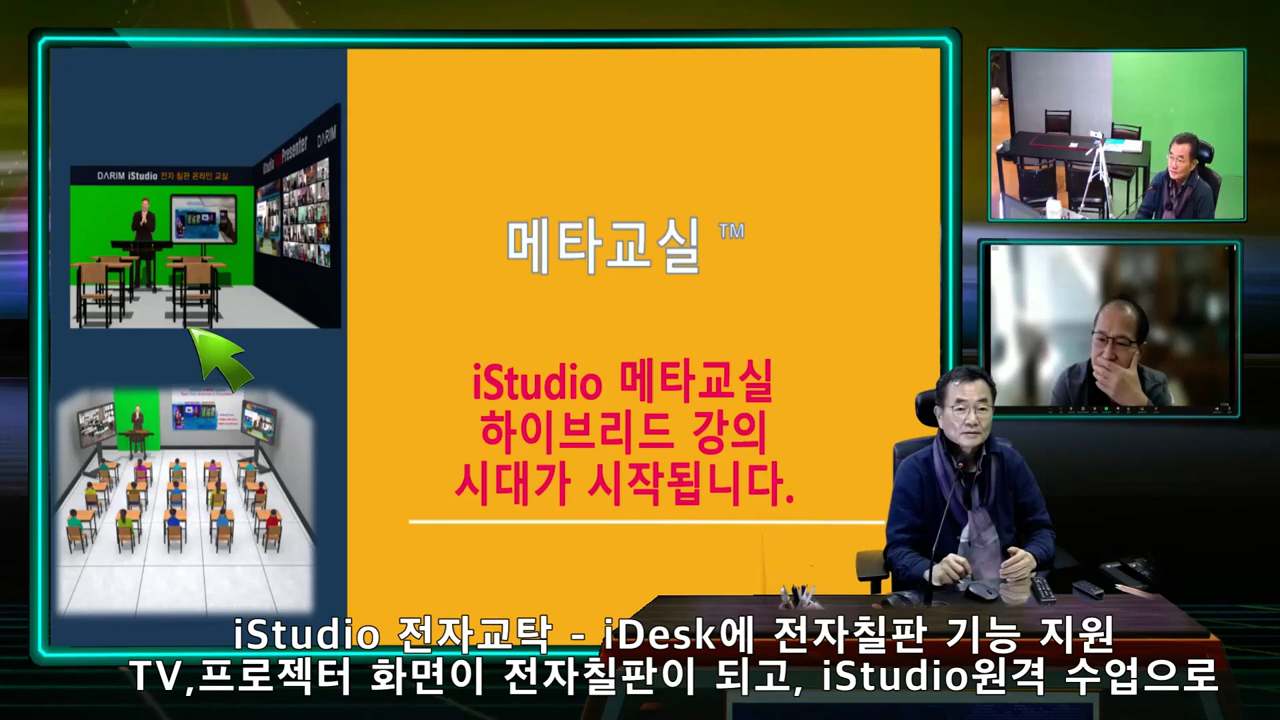 DARIM iStudio 전자 칠판 온라인 교실
Presenter
DARIM
메타교실 ™
iStudio 메타교실
하이브리드 강의
시대가 시작됩니다.
iStudio 전자교탁 - iDesk에 전자칠판 기능 지원
TV,프로젝터 화면이 전자칠판이 되고, iStudio원격 수업으로